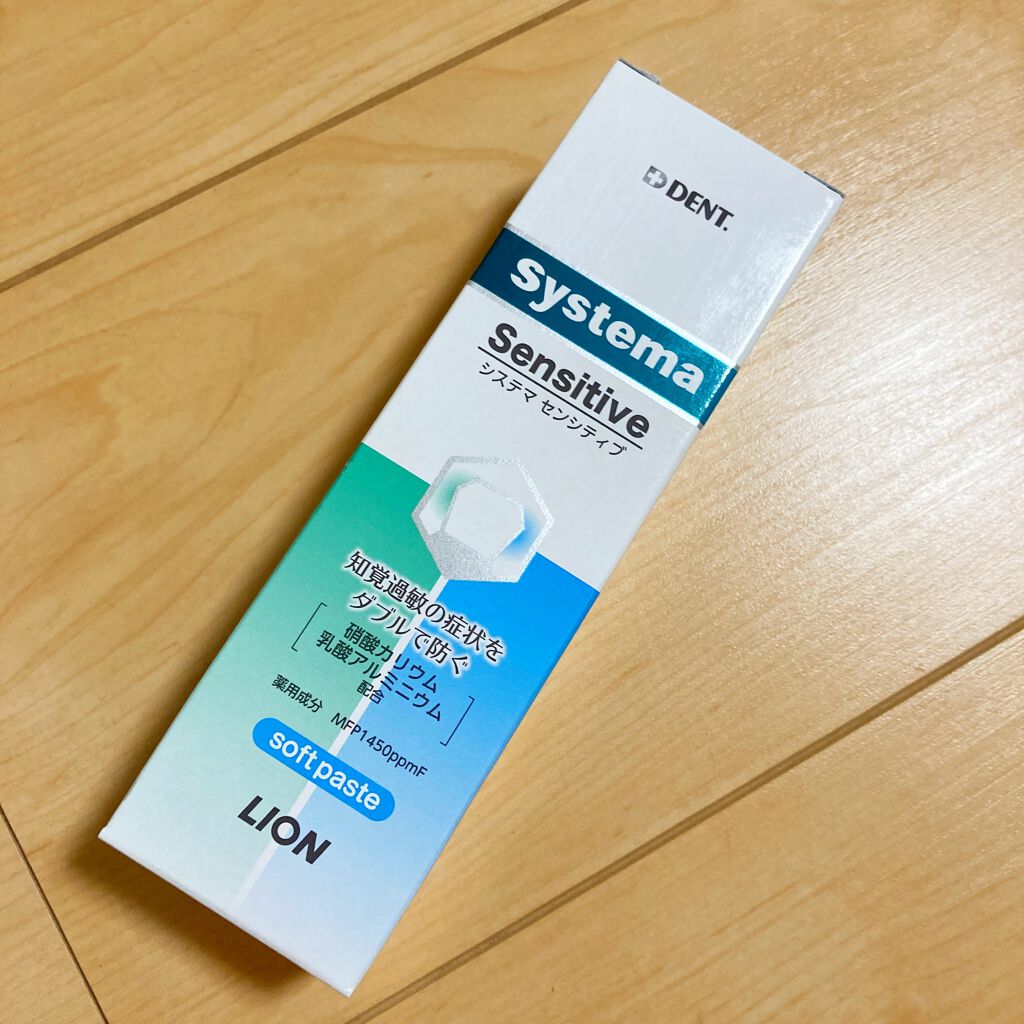 DENT.
Systema
Sensitive
システマ センシティブ
知覚過敏の症状を
ダブルで防ぐ
硝酸カリウム
乳酸アルミニウム
配合
薬用成分 MFP1450ppmF
soft paste
LION